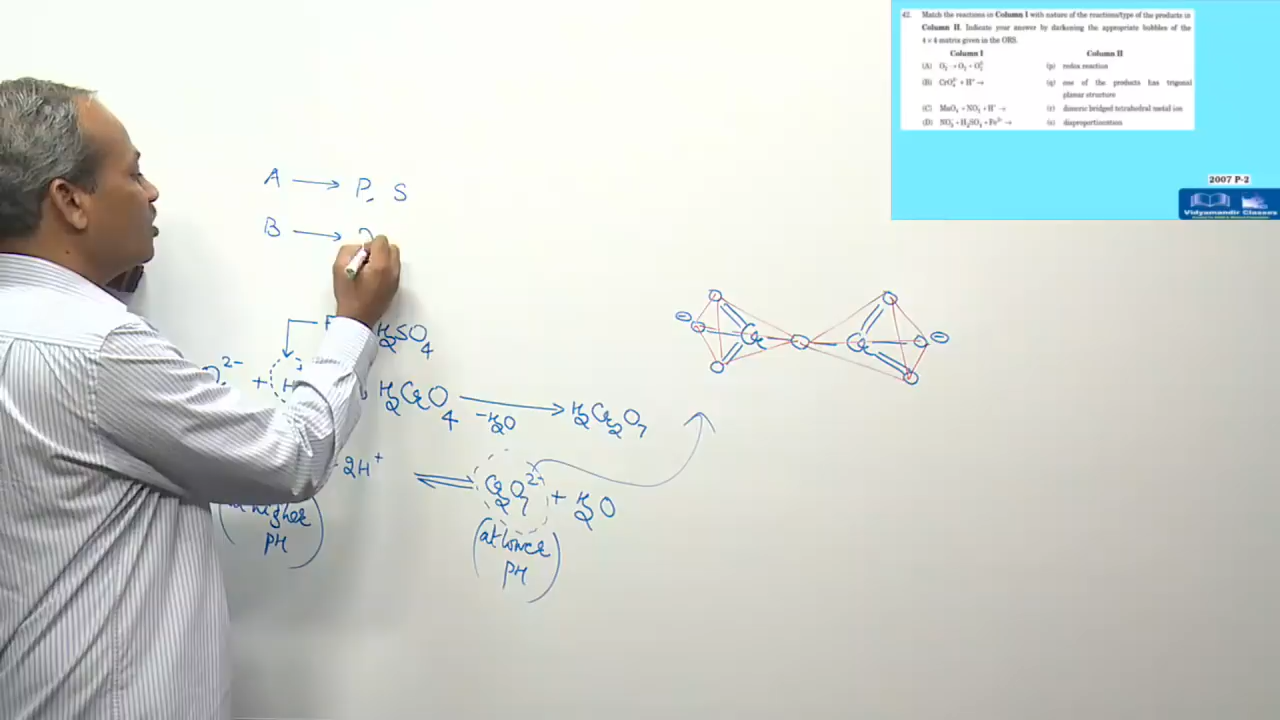 42. Match the reactions in Column I with nature of the reactions/type of the products in
Column II. Indicate your answer by darkening the appropriate bubbles of the
4 × 4 matrix given in the ORS.
Column I Column II
(A) O₂⁻ → O₂ + O₂²⁻ (p) redox reaction
(B) CrO₄²⁻ + H⁺ → (q) one of the products has trigonal
planar structure
(C) MnO₄⁻ + NO₂⁻ + H⁺ → (r) dimeric bridged tetrahedral metal ion
(D) NO₃⁻ + H₂SO₄ + Fe²⁺ → (s) disproportionation
2007 P-2
Vidyamandir Classes
A → P, S
B →
H₂SO₄
2- + H
H₂CrO₄ → H₂Cr₂O₇
-H₂O
2H⁺ ⇌ Cr₂O₇²⁻ + H₂O
higher
PH
(at lower
PH)
O O
⊖ O Cr O Cr O ⊖
O O